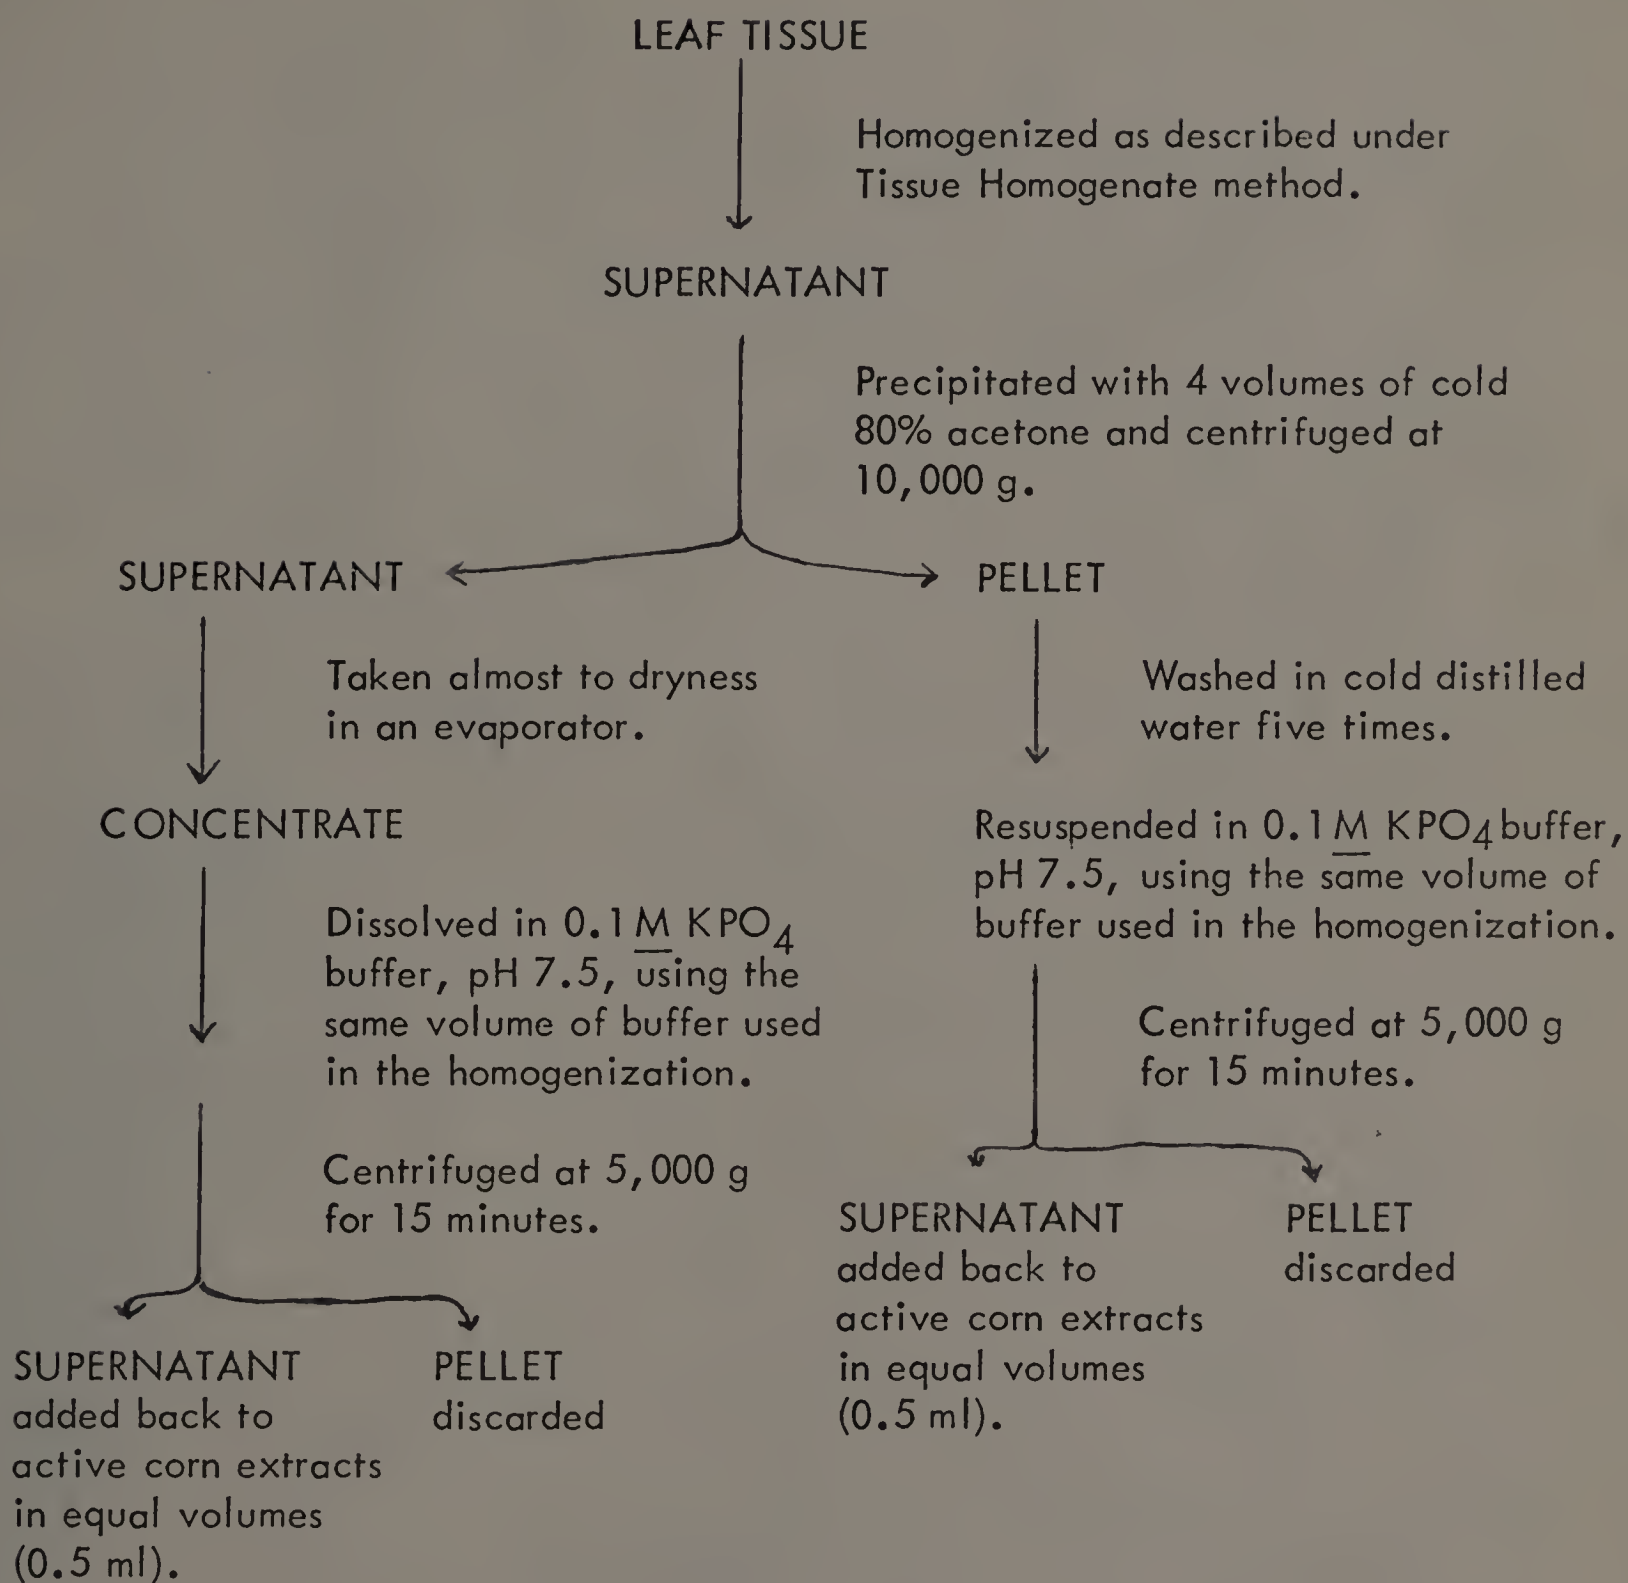 LEAF TISSUE
Homogenized as described under
Tissue Homogenate method.
SUPERNATANT
Precipitated with 4 volumes of cold
80% acetone and centrifuged at
10,000 g.
SUPERNATANT
PELLET
Taken almost to dryness
in an evaporator.
Washed in cold distilled
water five times.
CONCENTRATE
Resuspended in 0.1 M KPO4 buffer,
pH 7.5, using the same volume of
buffer used in the homogenization.
Dissolved in 0.1 M KPO4
buffer, pH 7.5, using the
same volume of buffer used
in the homogenization.
Centrifuged at 5,000 g
for 15 minutes.
Centrifuged at 5,000 g
for 15 minutes.
SUPERNATANT
added back to
active corn extracts
in equal volumes
(0.5 ml).
PELLET
discarded
SUPERNATANT
added back to
active corn extracts
in equal volumes
(0.5 ml).
PELLET
discarded